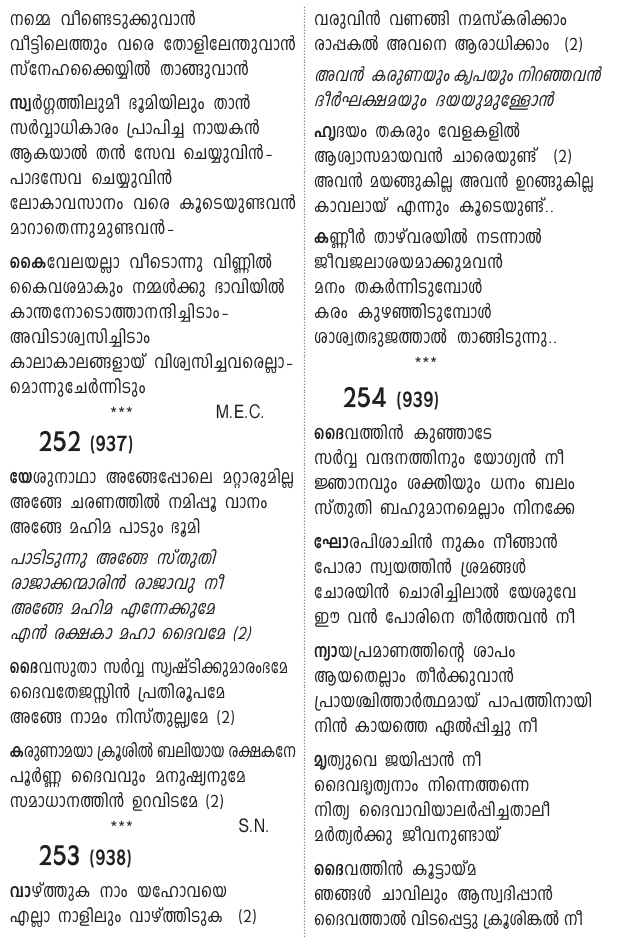 നമ്മെ വീണ്ടെടുക്കുവാൻ
വീട്ടിലെത്തും വരെ തോളിലേന്തുവാൻ
സ്നേഹക്കൈയ്യിൽ താങ്ങുവാൻ
സ്വർഗ്ഗത്തിലുമീ ഭൂമിയിലും താൻ
സർവ്വാധികാരം പ്രാപിച്ച നായകൻ
ആകയാൽ തൻ സേവ ചെയ്യുവിൻ-
പാദസേവ ചെയ്യുവിൻ
ലോകാവസാനം വരെ കൂടെയുണ്ടവൻ
മാറാതെന്നുമുണ്ടവൻ-
കൈവേലയല്ലാ വീടൊന്നു വിണ്ണിൽ
കൈവശമാകും നമ്മൾക്കു ഭാവിയിൽ
കാന്തനോടൊത്താനന്ദിച്ചിടാം-
അവിടാശ്വസിച്ചിടാം
കാലാകാലങ്ങളായ് വിശ്വസിച്ചവരെല്ലാ-
മൊന്നുചേർന്നിടും
*** M.E.C.
252 (937)
യേശുനാഥാ അങ്ങേപ്പോലെ മറ്റാരുമില്ല
അങ്ങേ ചരണത്തിൽ നമിപ്പൂ വാനം
അങ്ങേ മഹിമ പാടും ഭൂമി
പാടിടുന്നു അങ്ങേ സ്തുതി
രാജാക്കന്മാരിൻ രാജാവു നീ
അങ്ങേ മഹിമ എന്നേക്കുമേ
എൻ രക്ഷകാ മഹാ ദൈവമേ (2)
ദൈവസുതാ സർവ്വ സൃഷ്ടിക്കുമാരംഭമേ
ദൈവതേജസ്സിൻ പ്രതിരൂപമേ
അങ്ങേ നാമം നിസ്തുല്ല്യമേ (2)
കരുണാമയാ ക്രൂശിൽ ബലിയായ രക്ഷകനേ
പൂർണ്ണ ദൈവവും മനുഷ്യനുമേ
സമാധാനത്തിൻ ഉറവിടമേ (2)
*** S.N.
253 (938)
വാഴ്ത്തുക നാം യഹോവയെ
എല്ലാ നാളിലും വാഴ്ത്തിടുക (2)
വരുവിൻ വണങ്ങി നമസ്കരിക്കാം
രാപ്പകൽ അവനെ ആരാധിക്കാം (2)
അവൻ കരുണയും കൃപയും നിറഞ്ഞവൻ
ദീർഘക്ഷമയും ദയയുമുള്ളോൻ
ഹൃദയം തകരും വേളകളിൽ
ആശ്വാസമായവൻ ചാരെയുണ്ട് (2)
അവൻ മയങ്ങുകില്ല അവൻ ഉറങ്ങുകില്ല
കാവലായ് എന്നും കൂടെയുണ്ട്..
കണ്ണീർ താഴ്‌വരയിൽ നടന്നാൽ
ജീവജലാശയമാക്കുമവൻ
മനം തകർന്നിടുമ്പോൾ
കരം കുഴഞ്ഞിടുമ്പോൾ
ശാശ്വതഭുജത്താൽ താങ്ങിടുന്നു..
***
254 (939)
ദൈവത്തിൻ കുഞ്ഞാടേ
സർവ്വ വന്ദനത്തിനും യോഗ്യൻ നീ
ജ്ഞാനവും ശക്തിയും ധനം ബലം
സ്തുതി ബഹുമാനമെല്ലാം നിനക്കേ
ഘോരപിശാചിൻ നുകം നീങ്ങാൻ
പോരാ സ്വയത്തിൻ ശ്രമങ്ങൾ
ചോരയിൻ ചൊരിച്ചിലാൽ യേശുവേ
ഈ വൻ പോരിനെ തീർത്തവൻ നീ
ന്യായപ്രമാണത്തിന്റെ ശാപം
ആയതെല്ലാം തീർക്കുവാൻ
പ്രായശ്ചിത്താർത്ഥമായ് പാപത്തിനായി
നിൻ കായത്തെ ഏൽപ്പിച്ചു നീ
മൃത്യുവെ ജയിപ്പാൻ നീ
ദൈവഭൃത്യനാം നിന്നെത്തന്നെ
നിത്യ ദൈവാവിയാലർപ്പിച്ചതാലീ
മർത്യർക്കു ജീവനുണ്ടായ്
ദൈവത്തിൻ കൂട്ടായ്മ
ഞങ്ങൾ ചാവിലും ആസ്വദിപ്പാൻ
ദൈവത്താൽ വിടപ്പെട്ടു ക്രൂശിങ്കൽ നീ